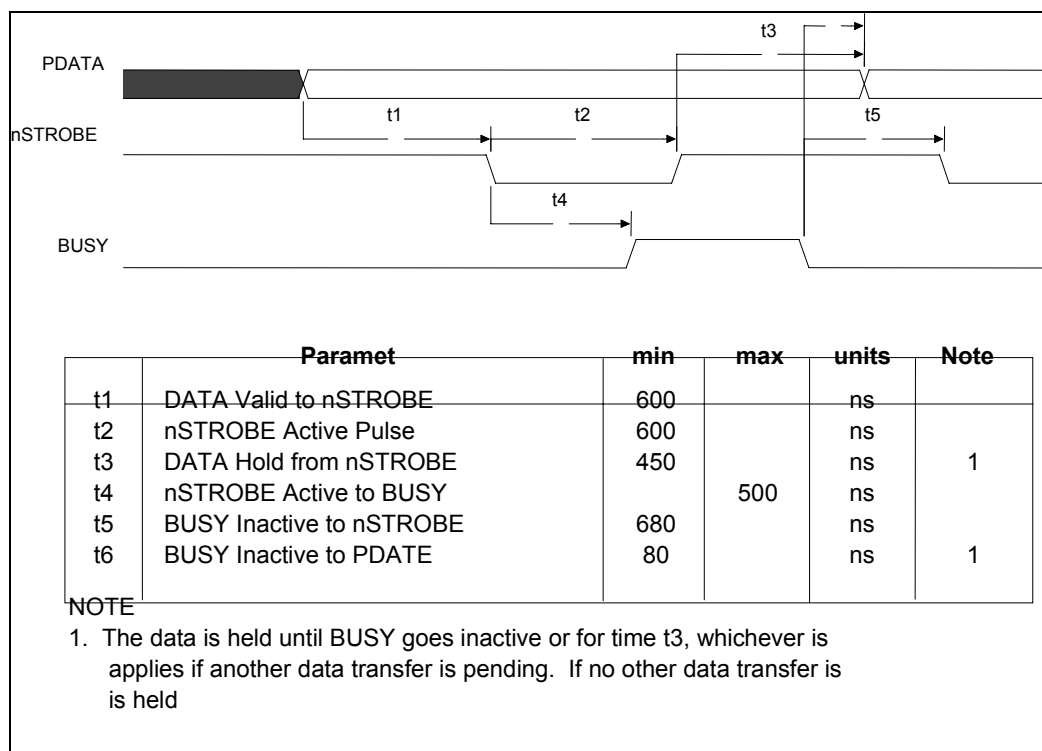 t3
PDATA
t1
t2
t5
nSTROBE
t4
BUSY
Paramet min max units Note
t1 DATA Valid to nSTROBE 600 ns
t2 nSTROBE Active Pulse 600 ns
t3 DATA Hold from nSTROBE 450 ns 1
t4 nSTROBE Active to BUSY 500 ns
t5 BUSY Inactive to nSTROBE 680 ns
t6 BUSY Inactive to PDATE 80 ns 1
NOTE
1. The data is held until BUSY goes inactive or for time t3, whichever is
applies if another data transfer is pending. If no other data transfer is
is held